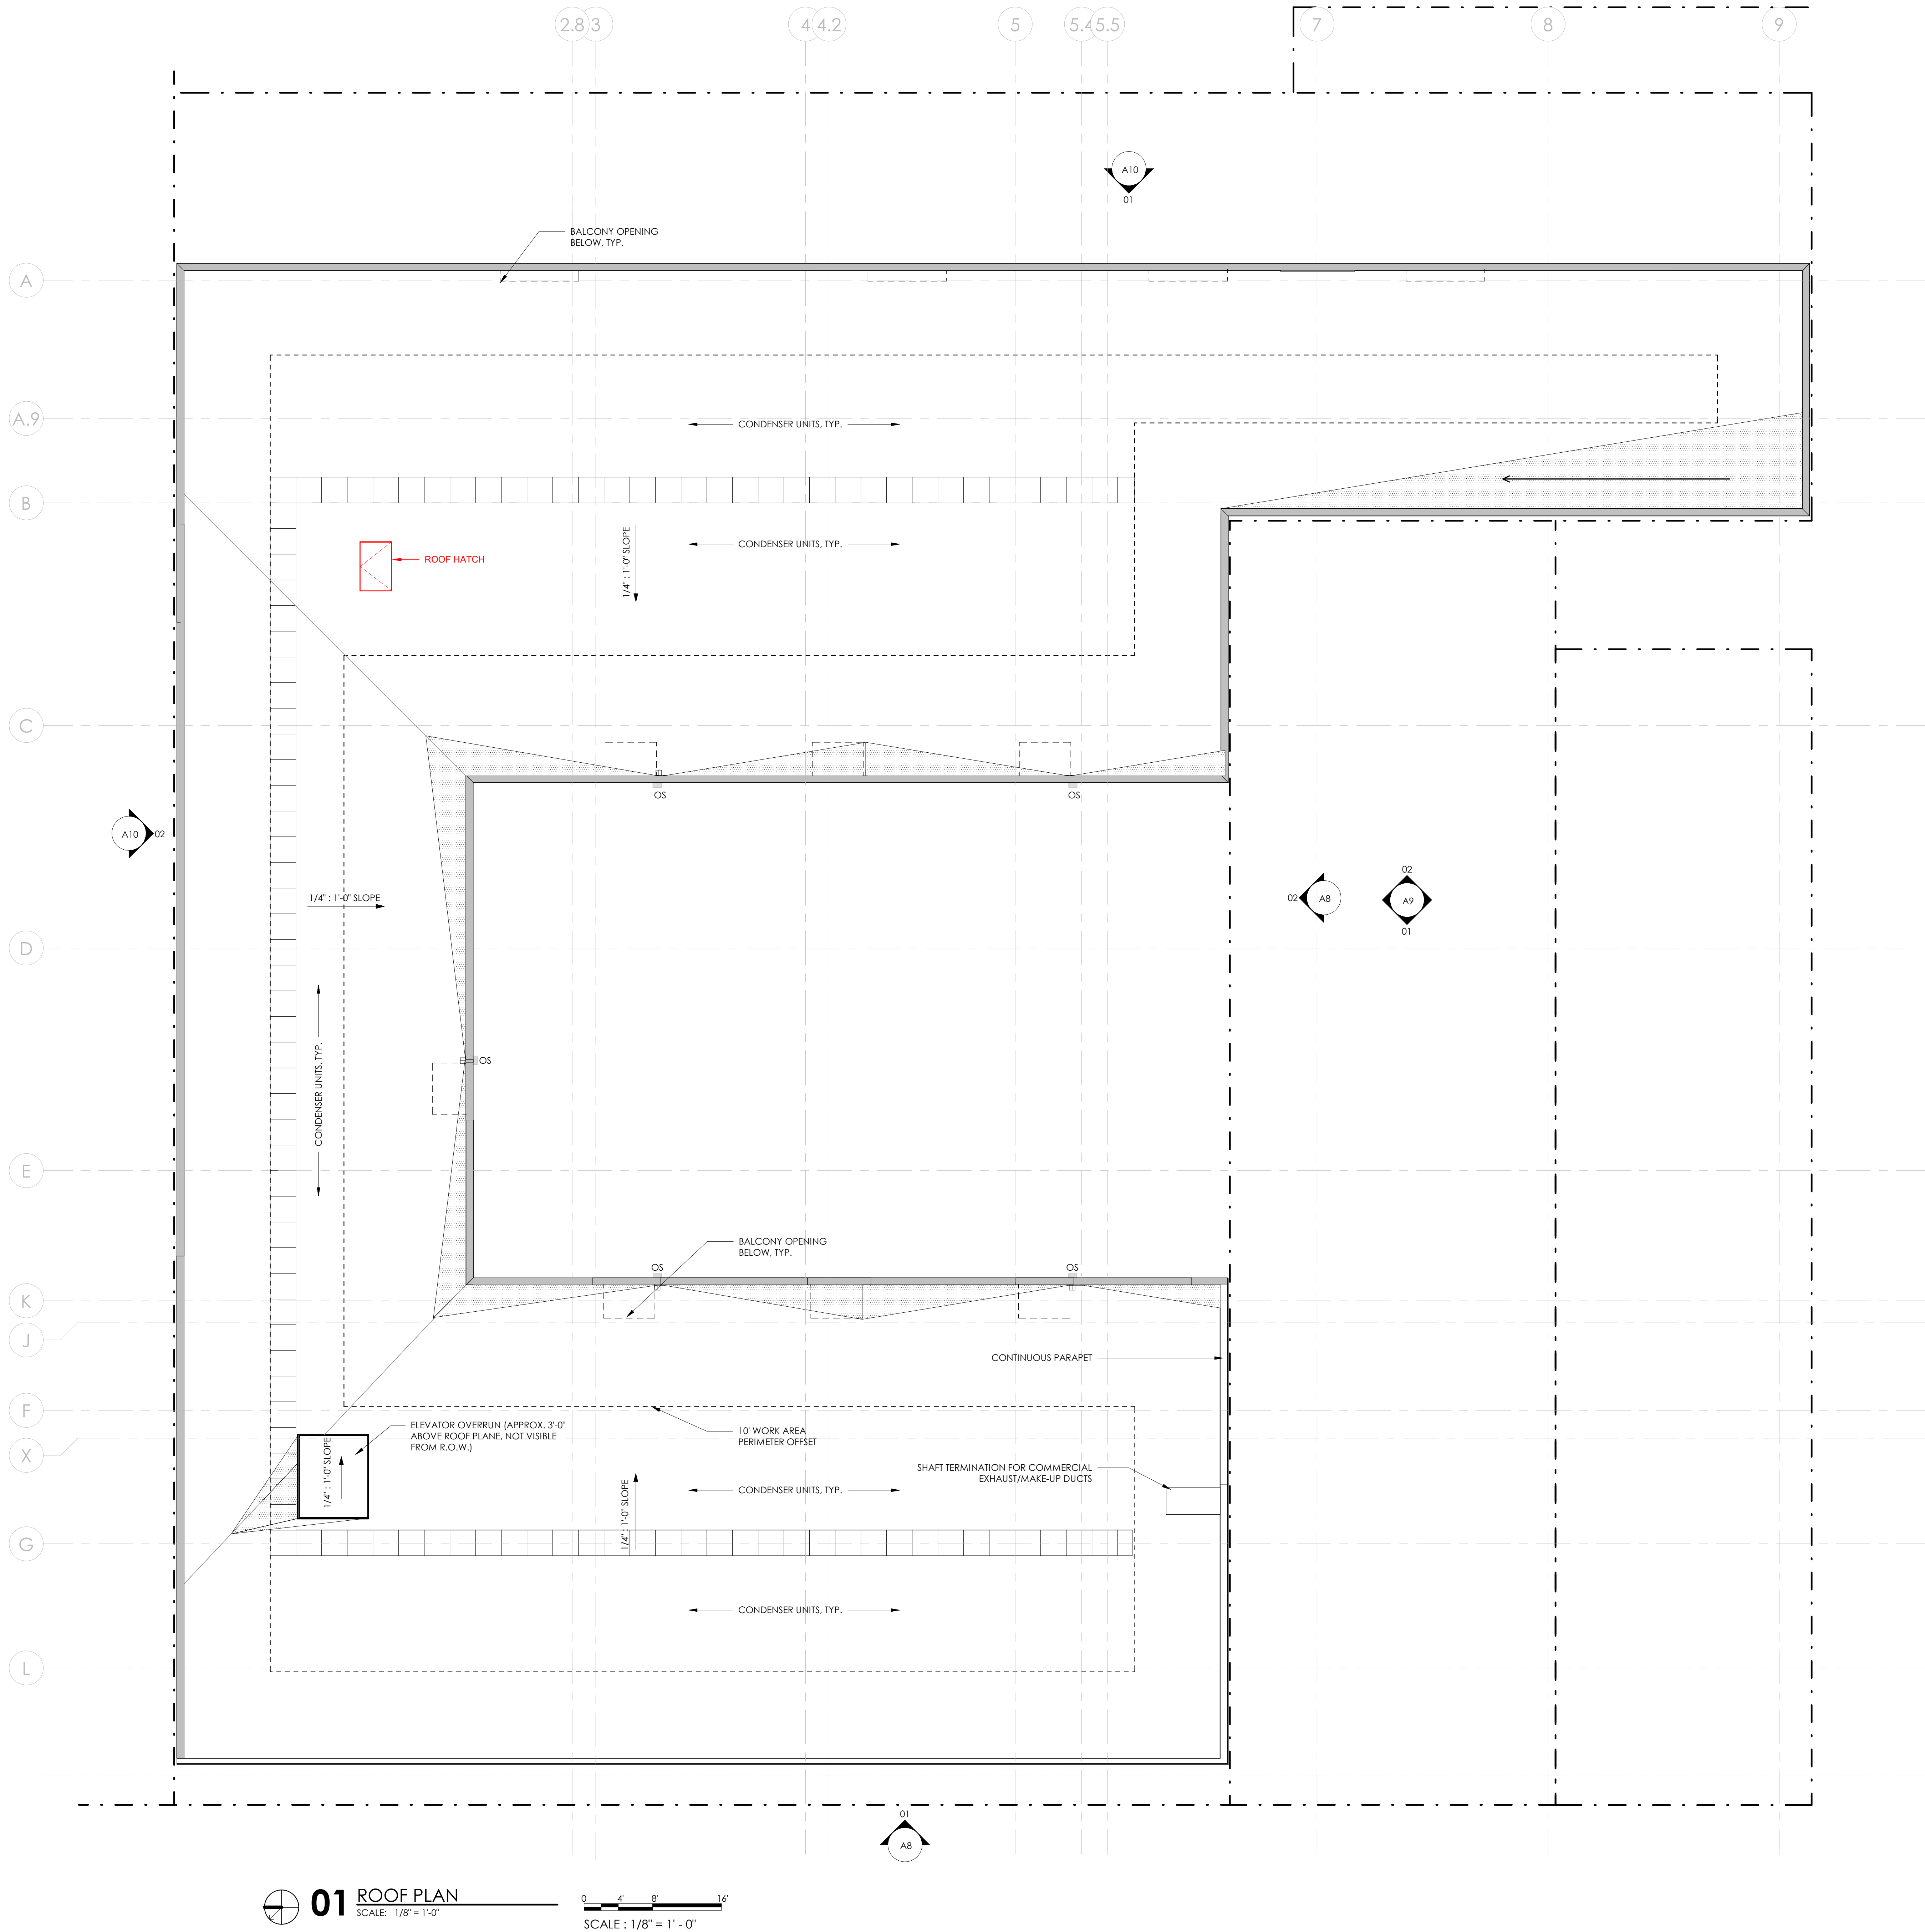 2.8 3 4 4.2 5 5.4 5.5 7 8 9
A10
01
BALCONY OPENING
BELOW, TYP.
A
A.9
CONDENSER UNITS, TYP.
B
1/4" : 1'-0" SLOPE
CONDENSER UNITS, TYP.
ROOF HATCH
C
OS
OS
A10
02
1/4" : 1'-0" SLOPE
02
A8
02
A9
01
D
CONDENSER UNITS, TYP.
OS
E
BALCONY OPENING
BELOW, TYP.
OS
OS
K
J
CONTINUOUS PARAPET
F
ELEVATOR OVERRUN (APPROX. 3'-0"
ABOVE ROOF PLANE, NOT VISIBLE
FROM R.O.W.)
10' WORK AREA
PERIMETER OFFSET
X
1/4" : 1'-0" SLOPE
SHAFT TERMINATION FOR COMMERCIAL
EXHAUST/MAKE-UP DUCTS
1/4" : 1'-0" SLOPE
CONDENSER UNITS, TYP.
G
CONDENSER UNITS, TYP.
L
01
A8
01 ROOF PLAN
SCALE: 1/8" = 1'-0"
0 4' 8' 16'
SCALE : 1/8" = 1' - 0"